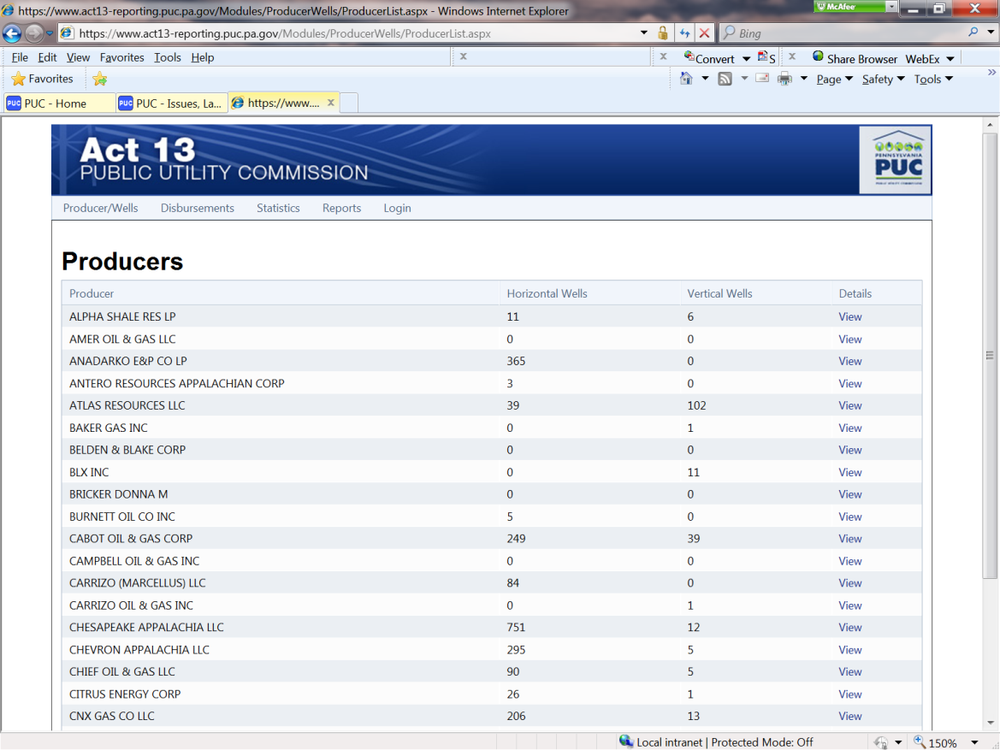 https://www.act13-reporting.puc.pa.gov/Modules/ProducerWells/ProducerList.aspx - Windows Internet Explorer
McAfee
https://www.act13-reporting.puc.pa.gov/Modules/ProducerWells/ProducerList.aspx
Bing
File Edit View Favorites Tools Help
x
x Convert S x Share Browser WebEx
Favorites
Page Safety Tools
PUC PUC - Home PUC PUC - Issues, La... https://www.... x
Act 13
PUBLIC UTILITY COMMISSION
PENNSYLVANIA
PUC
Producer/Wells Disbursements Statistics Reports Login
Producers
Producer Horizontal Wells Vertical Wells Details
ALPHA SHALE RES LP 11 6 View
AMER OIL & GAS LLC 0 0 View
ANADARKO E&P CO LP 365 0 View
ANTERO RESOURCES APPALACHIAN CORP 3 0 View
ATLAS RESOURCES LLC 39 102 View
BAKER GAS INC 0 1 View
BELDEN & BLAKE CORP 0 0 View
BLX INC 0 11 View
BRICKER DONNA M 0 0 View
BURNETT OIL CO INC 5 0 View
CABOT OIL & GAS CORP 249 39 View
CAMPBELL OIL & GAS INC 0 0 View
CARRIZO (MARCELLUS) LLC 84 0 View
CARRIZO OIL & GAS INC 0 1 View
CHESAPEAKE APPALACHIA LLC 751 12 View
CHEVRON APPALACHIA LLC 295 5 View
CHIEF OIL & GAS LLC 90 5 View
CITRUS ENERGY CORP 26 1 View
CNX GAS CO LLC 206 13 View
Local intranet | Protected Mode: Off 150%